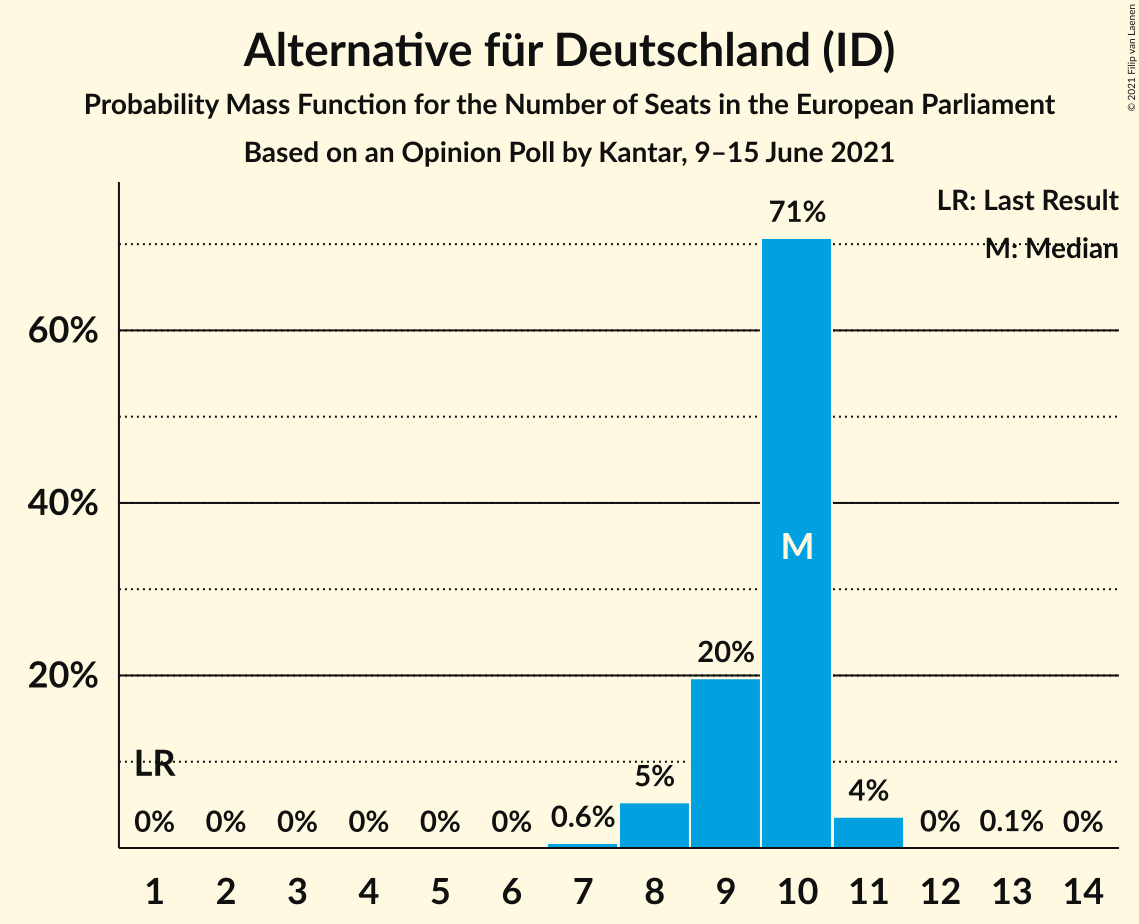 Alternative für Deutschland (ID)
Probability Mass Function for the Number of Seats in the European Parliament
Based on an Opinion Poll by Kantar, 9–15 June 2021
© 2021 Filip van Laenen
LR: Last Result
M: Median
71%
60%
40%
M
20%
20%
LR
5%
4%
0% 0% 0% 0% 0% 0% 0.6% 0% 0.1% 0%
1 2 3 4 5 6 7 8 9 10 11 12 13 14